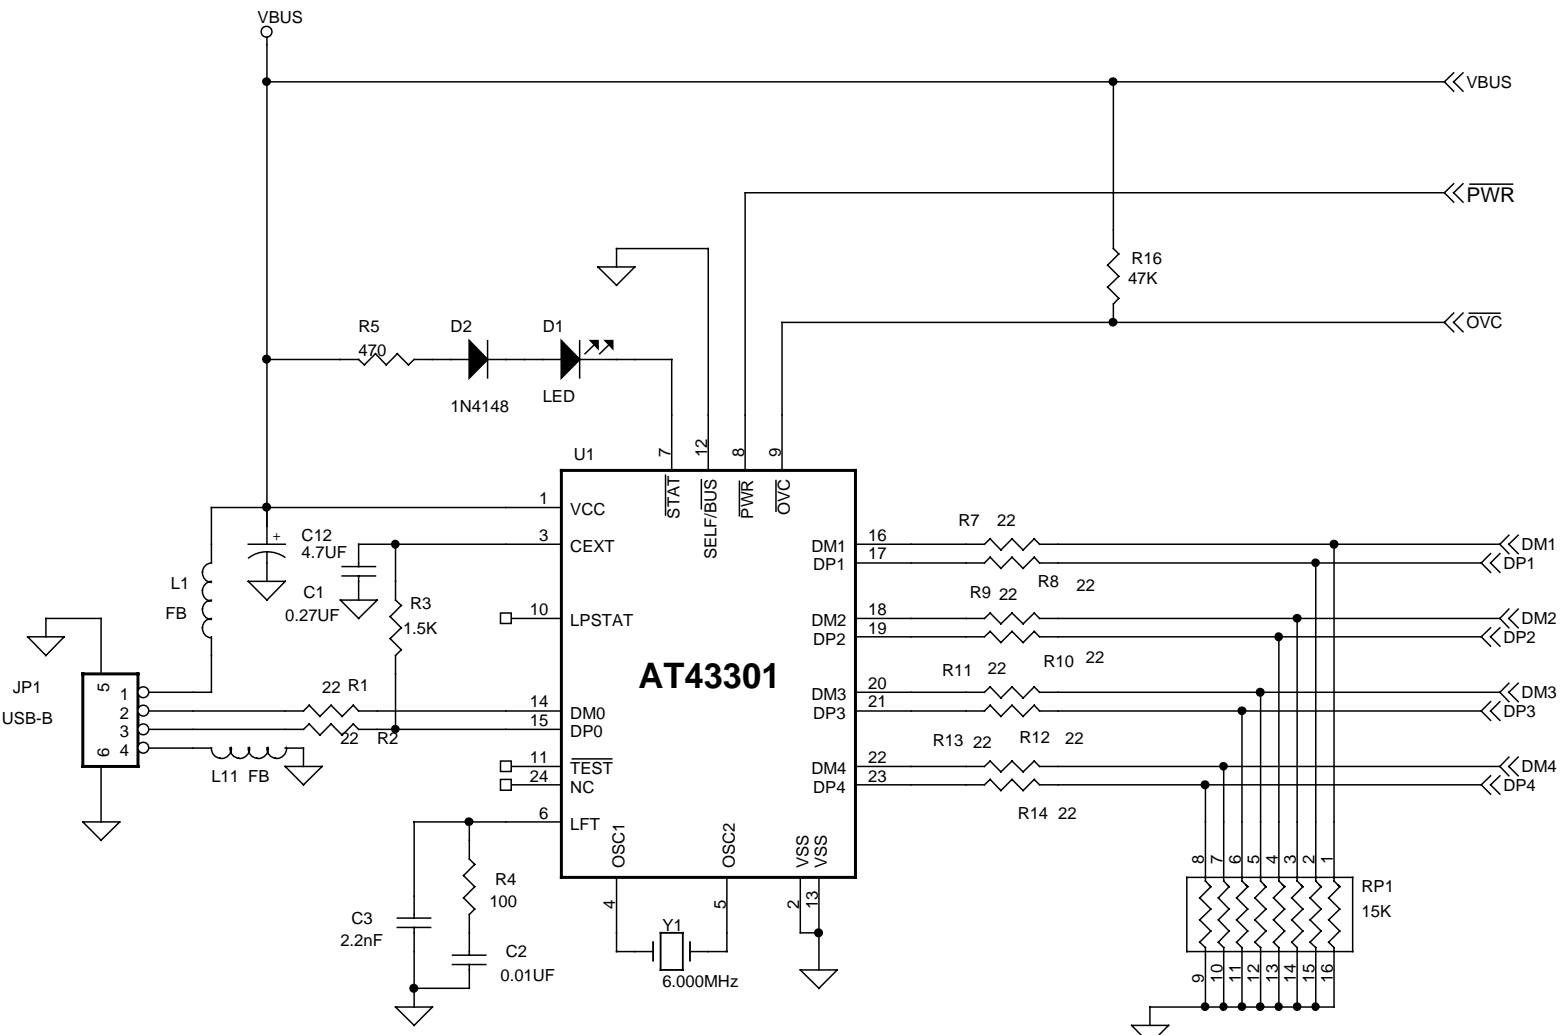 VBUS
VBUS
PWR
R16
47K
OVC
R5
470
D2
1N4148
D1
LED
U1
7
12
8
9
STAT
SELF/BUS
PWR
OVC
1
VCC
3
CEXT
10
LPSTAT
14
DM0
15
DP0
11
TEST
24
NC
6
LFT
AT43301
DM1
DP1
DM2
DP2
DM3
DP3
DM4
DP4
16
17
18
19
20
21
22
23
OSC1
OSC2
VSS
VSS
4
5
2
13
C12
+
4.7UF
C1
0.27UF
R3
1.5K
L1
FB
JP1
USB-B
5
6
1
2
3
4
22 R1
22 R2
L11 FB
R4
100
C3
2.2nF
C2
0.01UF
Y1
6.000MHz
R7 22
R8 22
R9 22
R10 22
R11 22
R12 22
R13 22
R14 22
DM1
DP1
DM2
DP2
DM3
DP3
DM4
DP4
8 7 6 5 4 3 2 1
RP1
15K
9 10 11 12 13 14 15 16